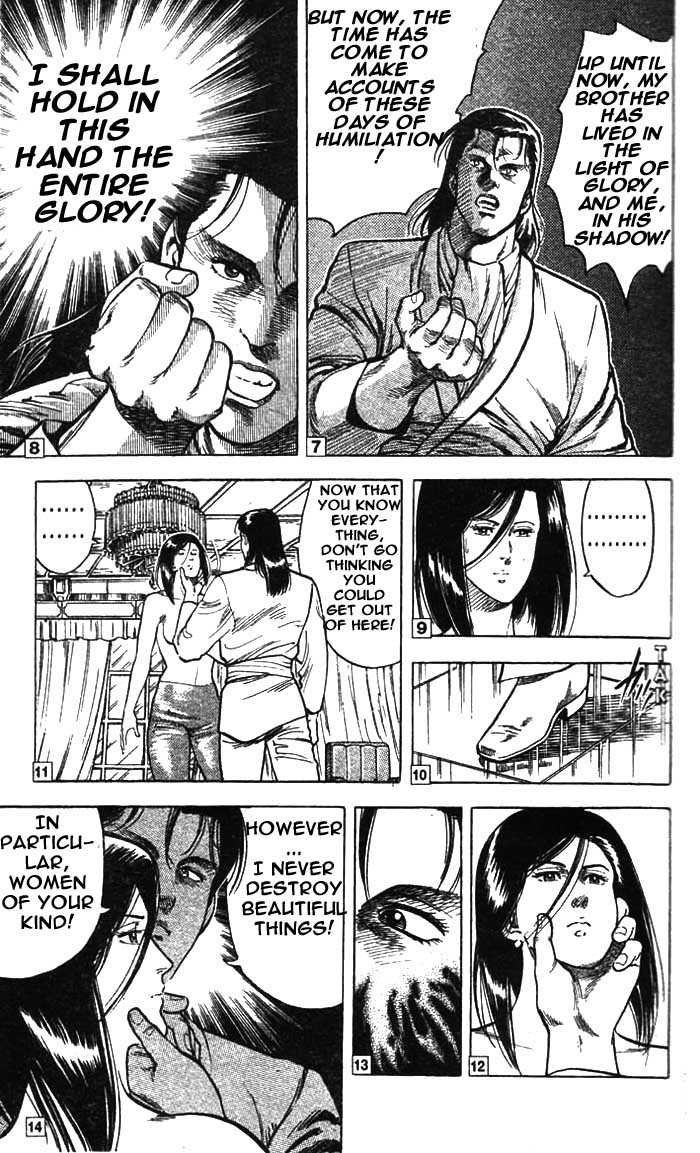 UP UNTIL
NOW, MY
BROTHER
HAS
LIVED IN
THE
LIGHT OF
GLORY,
AND ME,
IN HIS
SHADOW!
BUT NOW, THE
TIME HAS
COME TO
MAKE
ACCOUNTS
OF THESE
DAYS OF
HUMILIATION
!
7
I SHALL
HOLD IN
THIS
HAND THE
ENTIRE
GLORY!
8
......
......
9
TAK
10
NOW THAT
YOU KNOW
EVERY-
THING,
DON'T GO
THINKING
YOU
COULD
GET OUT
OF HERE!
......
......
11
12
13
HOWEVER
...
I NEVER
DESTROY
BEAUTIFUL
THINGS!
IN
PARTICU-
LAR,
WOMEN
OF YOUR
KIND!
14